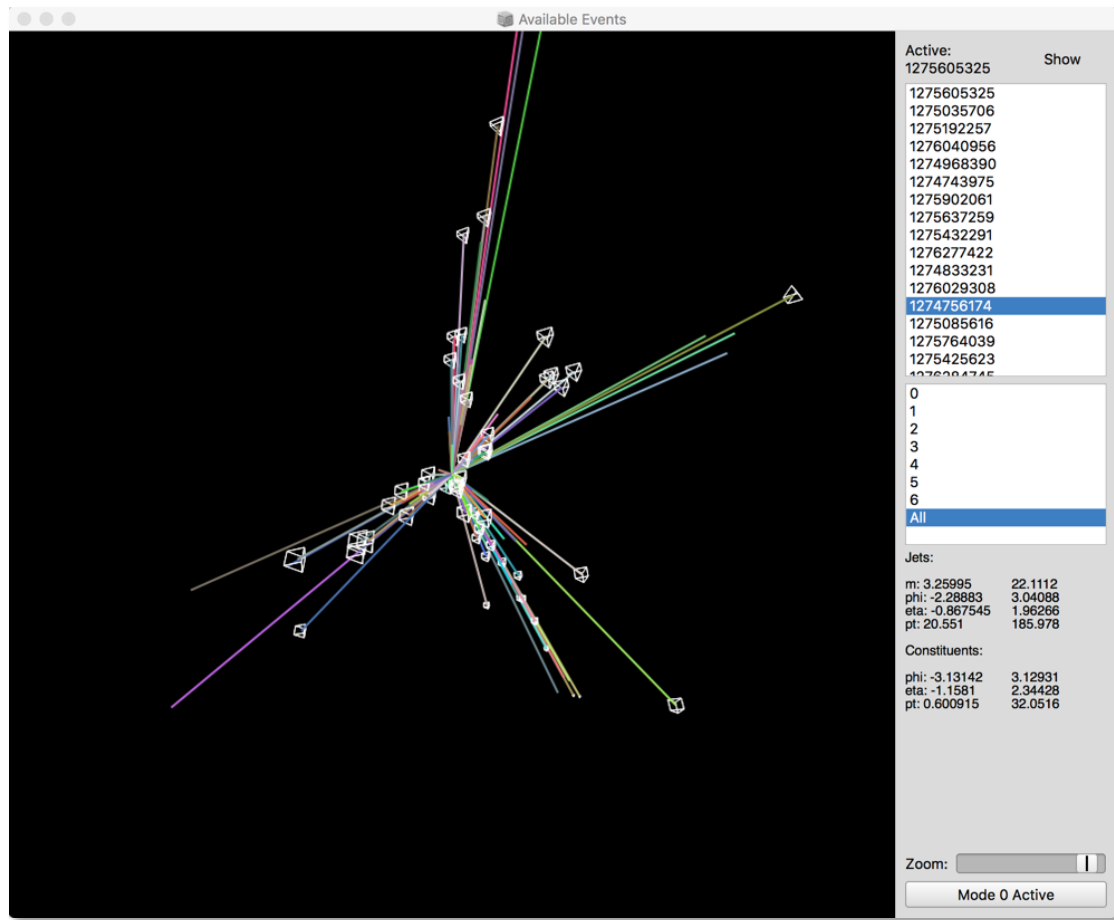 Available Events
Active:
1275605325
Show
1275605325
1275035706
1275192257
1276040956
1274968390
1274743975
1275902061
1275637259
1275432291
1276277422
1274833231
1276029308
1274756174
1275085616
1275764039
1275425623
1276284745
0
1
2
3
4
5
6
All
Jets:
m: 3.25995 22.1112
phi: -2.28883 3.04088
eta: -0.867545 1.96266
pt: 20.551 185.978
Constituents:
phi: -3.13142 3.12931
eta: -1.1581 2.34428
pt: 0.600915 32.0516
Zoom:
Mode 0 Active